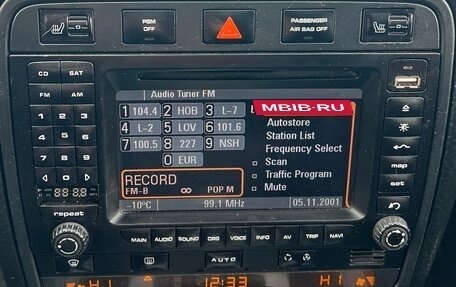 PSM
OFF
PASSENGER
AIR BAG OFF
CD SAT
FM AM
Audio Tuner FM
1 104.4 2 HOB 3 L-7
4 L-2 5 LOV 6 101.6
7 100.5 8 227 9 NSH
0 EUR
MBIB-RU
Autostore
Station List
Frequency Select
Scan
Traffic Program
Mute
RECORD
FM-B ∞ POP M
-10°C 99.1 MHz 05.11.2001
map
set
repeat
MAIN AUDIO SOUND ORG INFO AV TRIP NAVI
AUTO
H1 12:33 H1